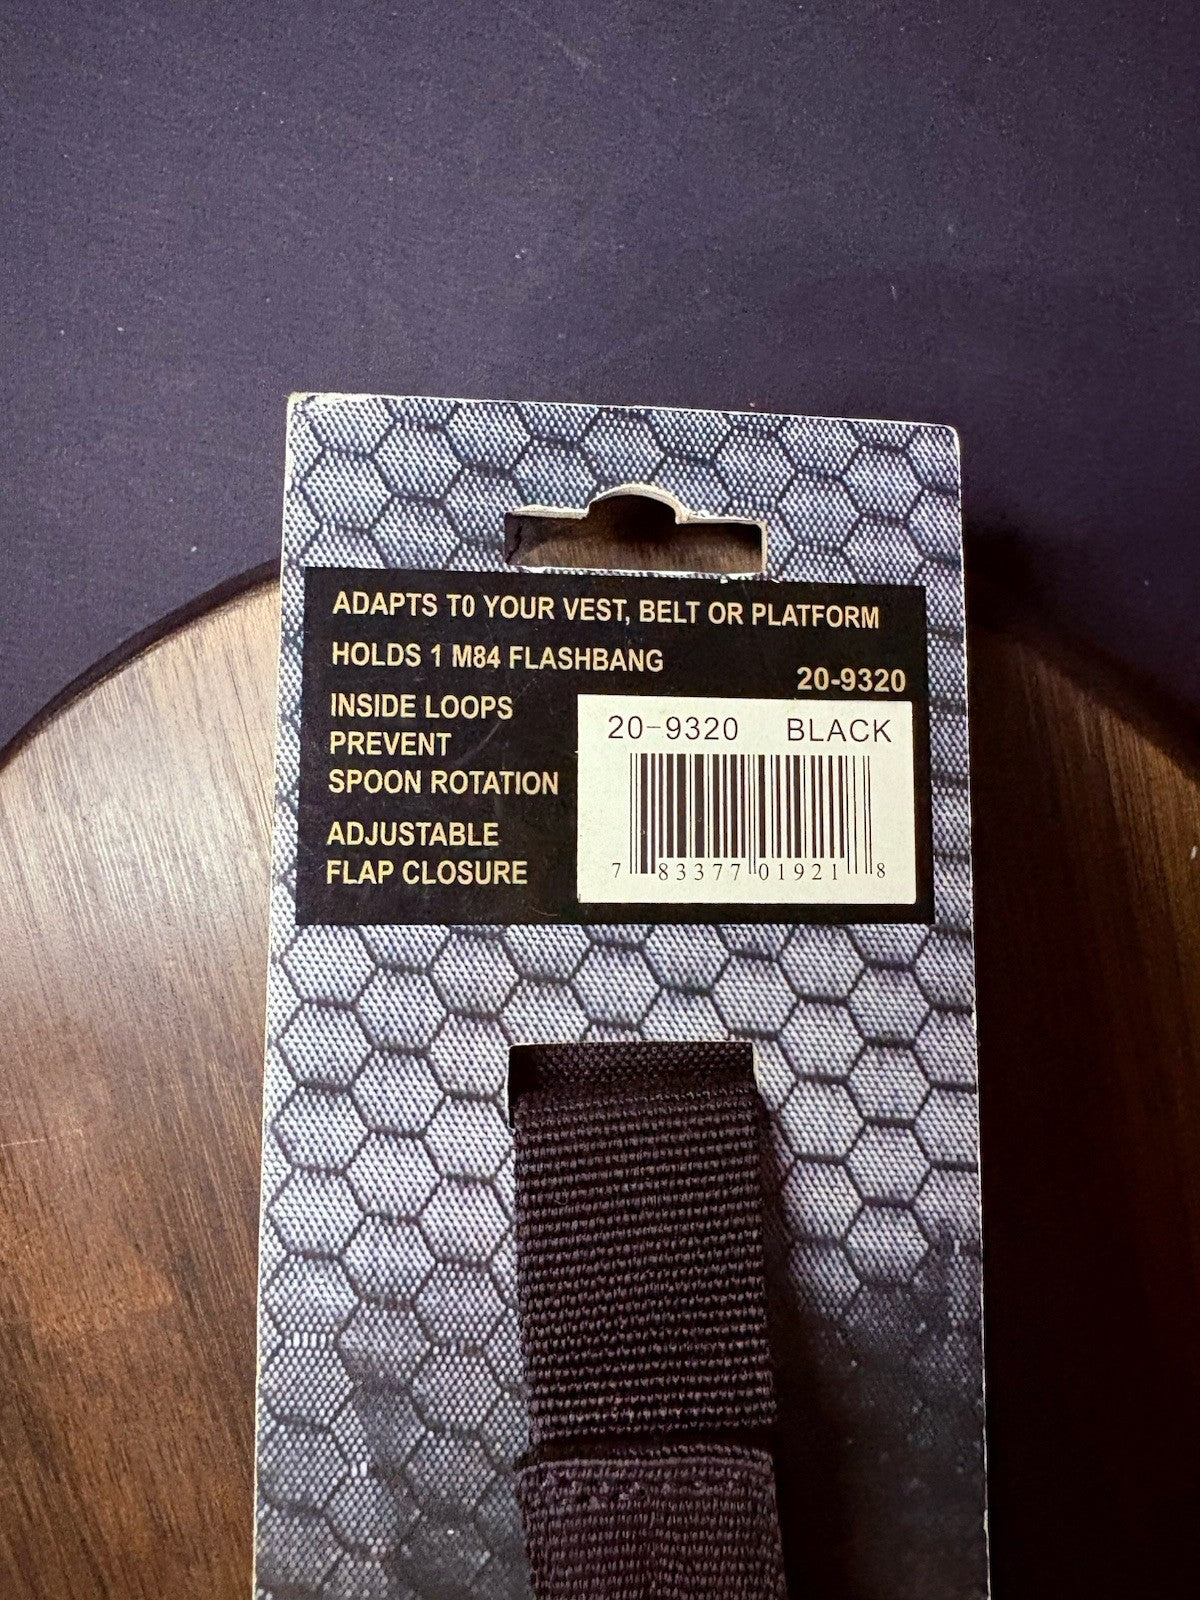 ADAPTS T0 YOUR VEST, BELT OR PLATFORM
HOLDS 1 M84 FLASHBANG
20-9320
INSIDE LOOPS
PREVENT
SPOON ROTATION
ADJUSTABLE
FLAP CLOSURE
20-9320 BLACK
7 83377 01921 8